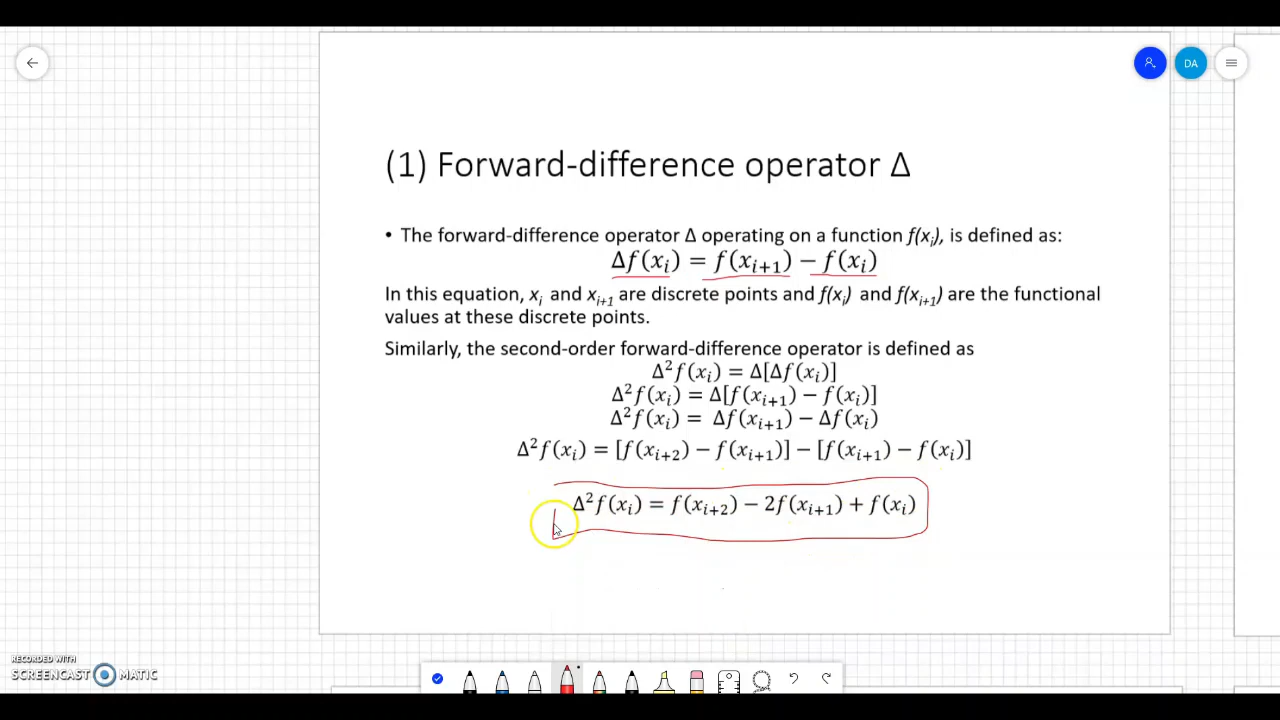 DA
(1) Forward-difference operator Δ
• The forward-difference operator Δ operating on a function f(xᵢ), is defined as:
Δf(xᵢ) = f(xᵢ₊₁) − f(xᵢ)
In this equation, xᵢ and xᵢ₊₁ are discrete points and f(xᵢ) and f(xᵢ₊₁) are the functional
values at these discrete points.
Similarly, the second-order forward-difference operator is defined as
Δ²f(xᵢ) = Δ[Δf(xᵢ)]
Δ²f(xᵢ) = Δ[f(xᵢ₊₁) − f(xᵢ)]
Δ²f(xᵢ) = Δf(xᵢ₊₁) − Δf(xᵢ)
Δ²f(xᵢ) = [f(xᵢ₊₂) − f(xᵢ₊₁)] − [f(xᵢ₊₁) − f(xᵢ)]
Δ²f(xᵢ) = f(xᵢ₊₂) − 2f(xᵢ₊₁) + f(xᵢ)
RECORDED WITH
SCREENCAST MATIC